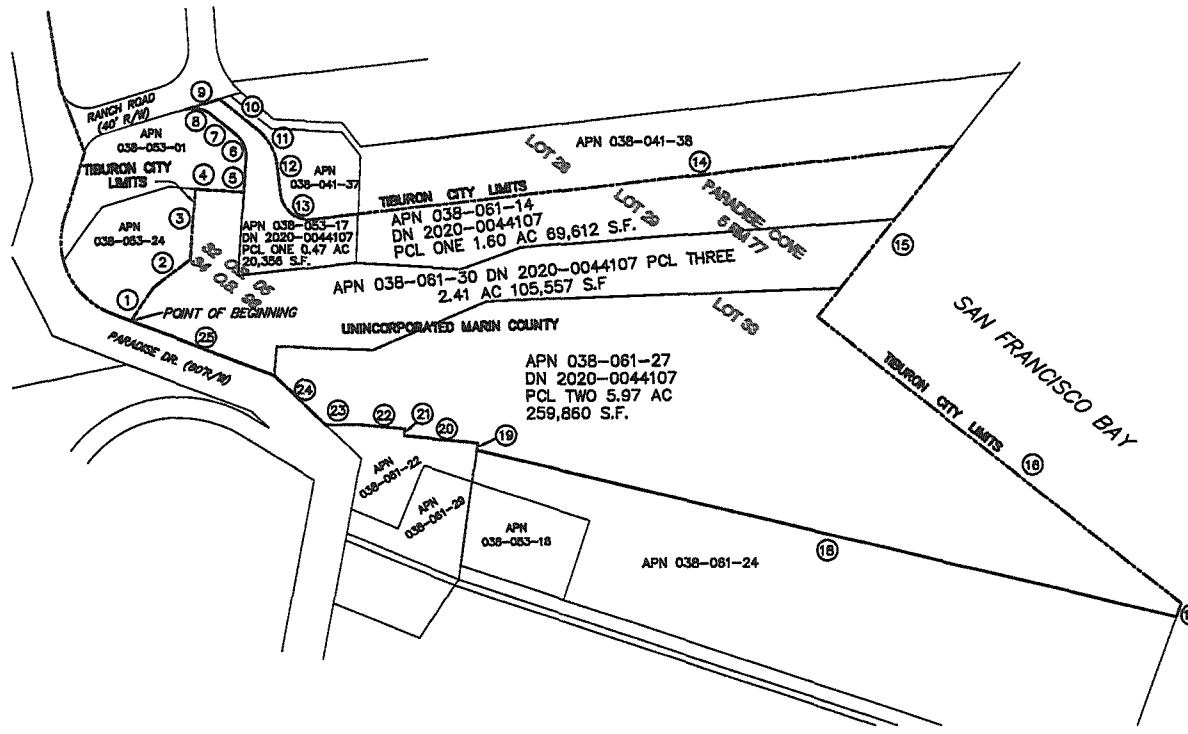 RANCH ROAD
(40' R/W)
APN
038-053-01
TIBURON CITY
LIMITS
APN
038-053-24
9
10
8
7
6
11
12
4
5
3
13
2
1
APN
038-041-37
LOT 28
APN 038-041-38
14
TIBURON CITY LIMITS
LOT 29
PARADISE COVE
5 RM 77
APN 038-053-17
DN 2020-0044107
PCL ONE 0.47 AC
20,356 S.F.
APN 038-061-14
DN 2020-0044107
PCL ONE 1.60 AC 69,612 S.F.
15
APN 038-061-30 DN 2020-0044107 PCL THREE
2.41 AC 105,557 S.F
POINT OF BEGINNING
25
PARADISE DR. (60'R/W)
UNINCORPORATED MARIN COUNTY
LOT 33
SAN FRANCISCO BAY
TIBURON CITY LIMITS
16
APN 038-061-27
DN 2020-0044107
PCL TWO 5.97 AC
259,860 S.F.
24
23
22
21
20
19
APN
038-061-22
APN
038-061-29
APN
038-053-18
18
APN 038-061-24